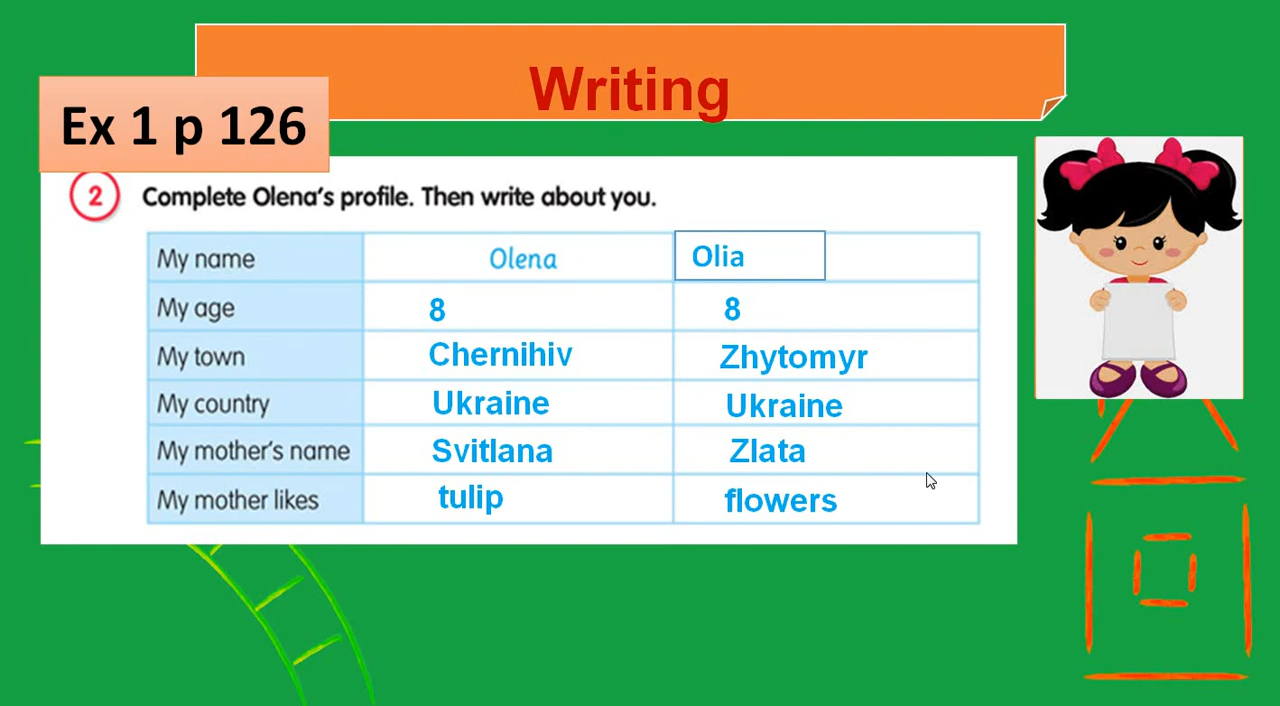 Writing
Ex 1 p 126
2 Complete Olena's profile. Then write about you.
My name Olena Olia
My age 8 8
My town Chernihiv Zhytomyr
My country Ukraine Ukraine
My mother's name Svitlana Zlata
My mother likes tulip flowers